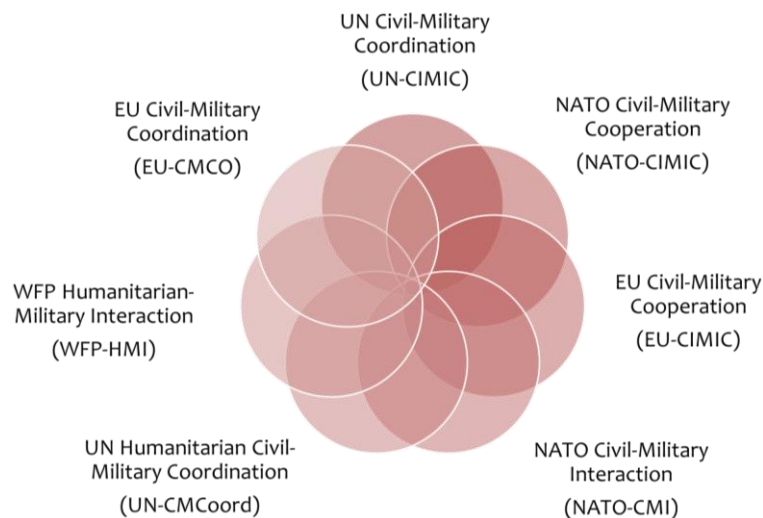 UN Civil-Military
Coordination
(UN-CIMIC)
NATO Civil-Military
Cooperation
(NATO-CIMIC)
EU Civil-Military
Cooperation
(EU-CIMIC)
NATO Civil-Military
Interaction
(NATO-CMI)
UN Humanitarian Civil-
Military Coordination
(UN-CMCoord)
WFP Humanitarian-
Military Interaction
(WFP-HMI)
EU Civil-Military
Coordination
(EU-CMCO)